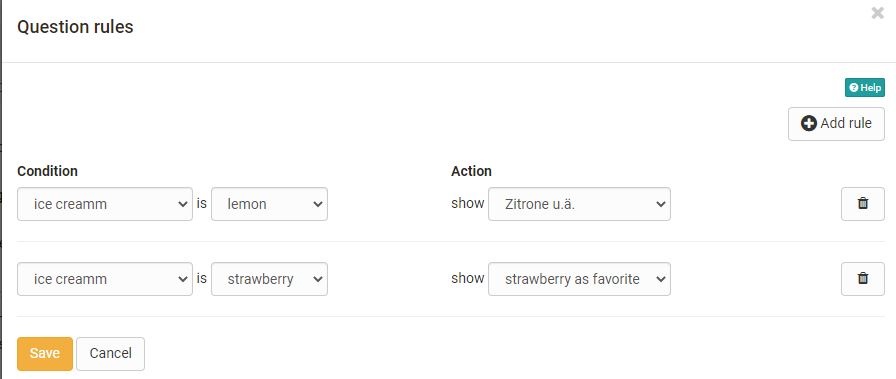 Question rules
Help
Add rule
Condition Action
ice creamm is lemon show Zitrone u.ä.
ice creamm is strawberry show strawberry as favorite
Save Cancel